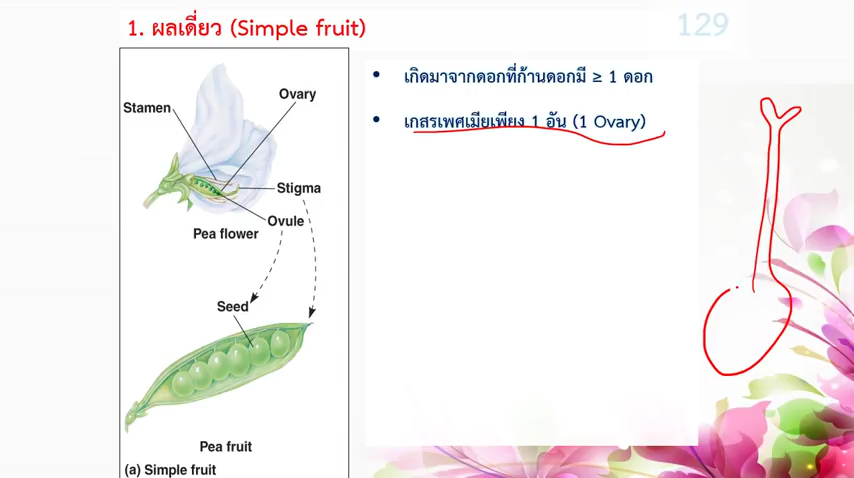 1. ผลเดี่ยว (Simple fruit)
129
Stamen
Ovary
Stigma
Ovule
Pea flower
Seed
Pea fruit
(a) Simple fruit
• เกิดมาจากดอกที่ก้านดอกมี ≥ 1 ดอก
• เกสรเพศเมียเพียง 1 อัน (1 Ovary)